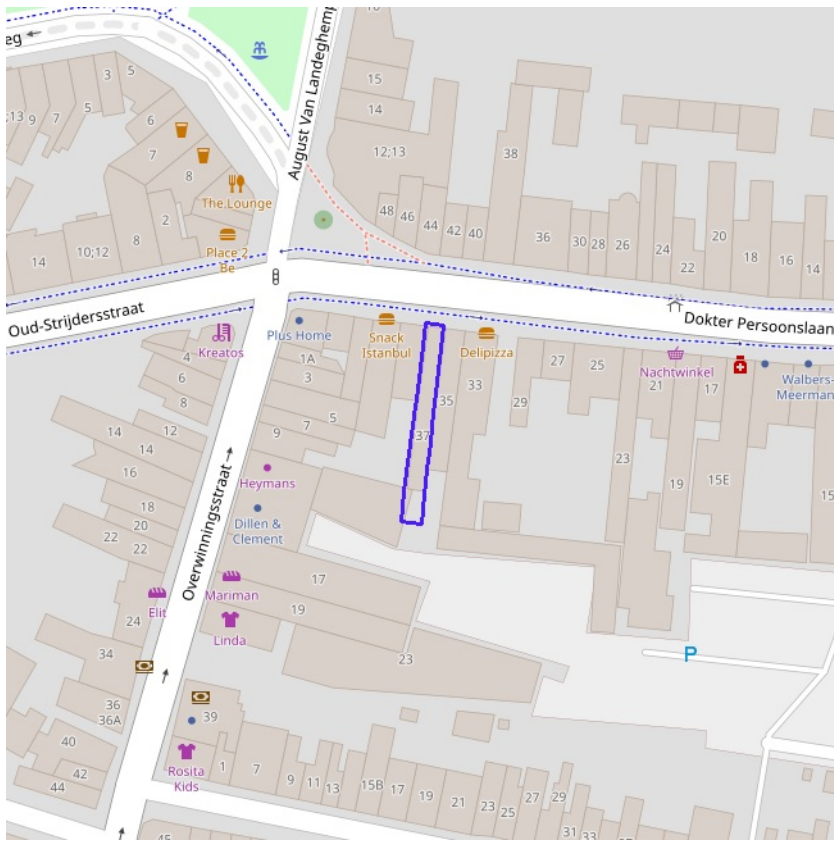 eg
10
3
5
5
7
9
;13
6
7
8
2
8
10;12
14
The Lounge
Place 2
Be
August Van Landeghemp
15
14
12;13
38
48
46
44
42
40
36
30
28
26
24
22
20
18
16
14
Oud-Strijdersstraat
Dokter Persoonslaan
Kreatos
Plus Home
Snack
Istanbul
Delipizza
Nachtwinkel
Walbers-
Meerman
4
6
8
1A
3
5
7
9
37
35
33
29
27
25
23
21
19
17
15E
15
14
12
14
16
18
20
22
22
24
Heymans
Dillen &
Clement
Overwinningsstraat
Elit
Mariman
Linda
17
19
23
P
34
36
36A
40
42
44
39
Rosita
Kids
1
7
9
11
13
15B
17
19
21
23
25
27
29
31
33
45